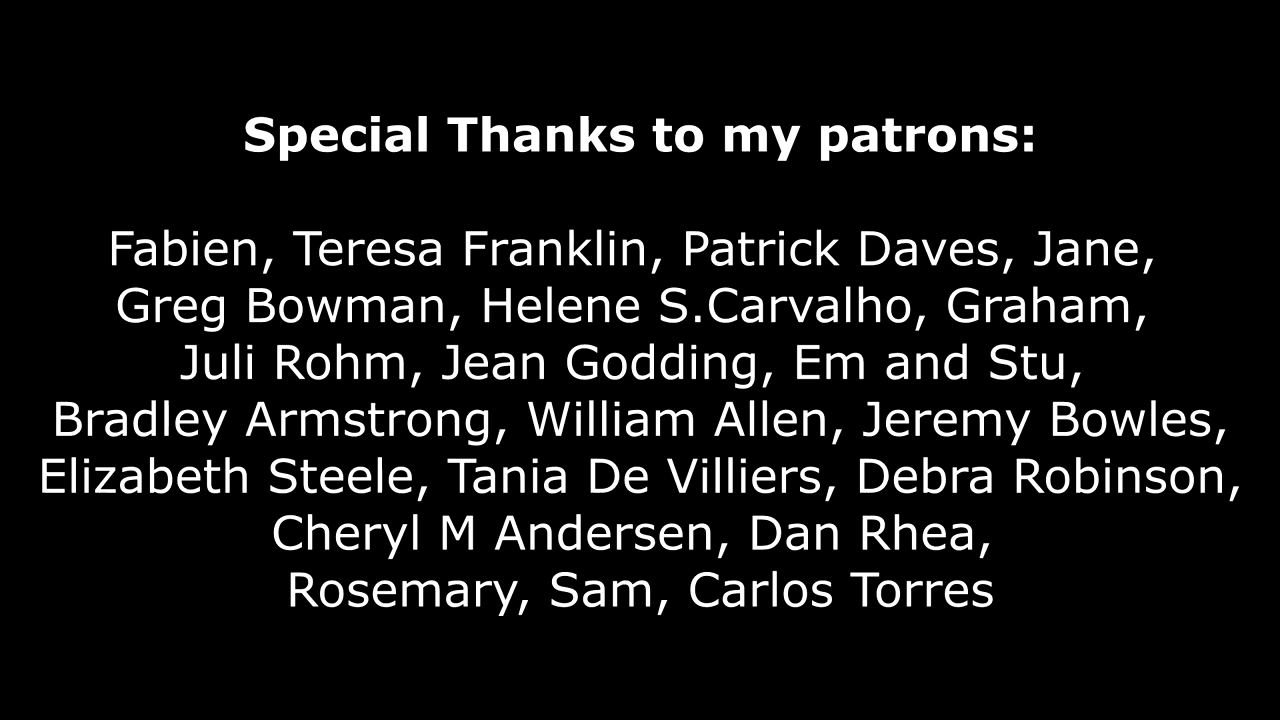 Special Thanks to my patrons:
Fabien, Teresa Franklin, Patrick Daves, Jane,
Greg Bowman, Helene S.Carvalho, Graham,
Juli Rohm, Jean Godding, Em and Stu,
Bradley Armstrong, William Allen, Jeremy Bowles,
Elizabeth Steele, Tania De Villiers, Debra Robinson,
Cheryl M Andersen, Dan Rhea,
Rosemary, Sam, Carlos Torres